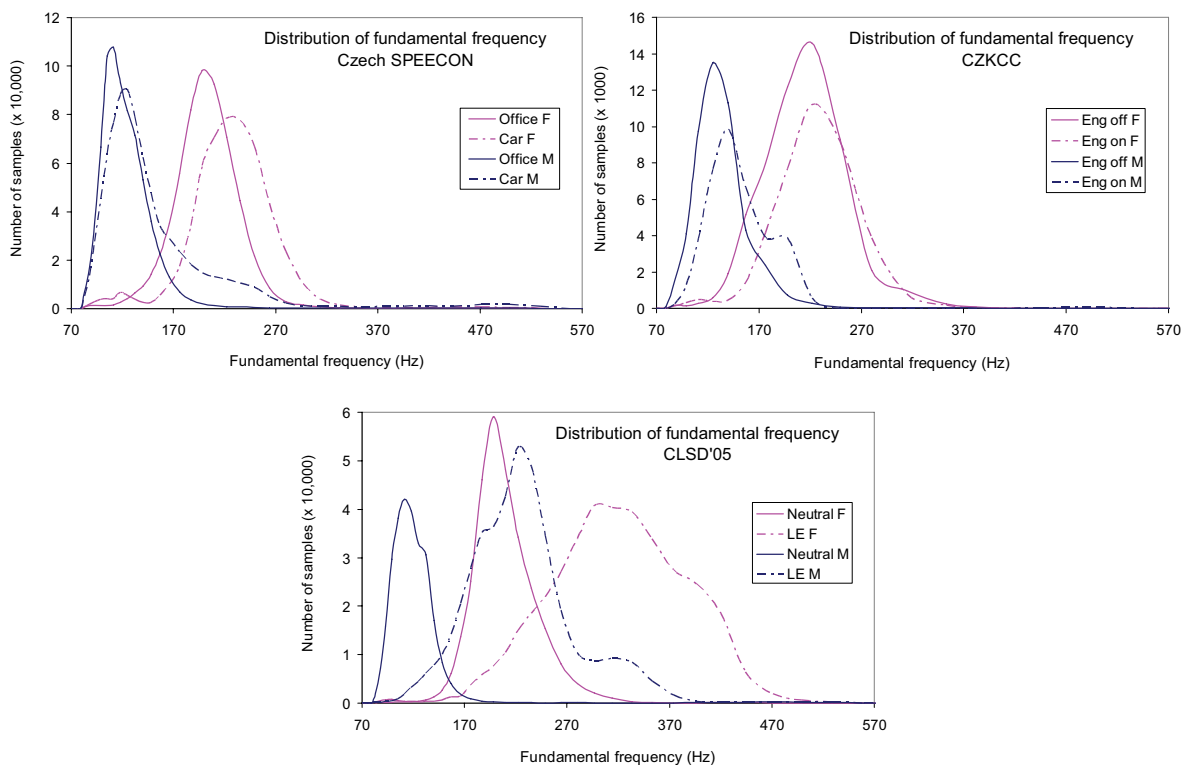 Distribution of fundamental frequency
Czech SPEECON
Number of samples (x 10,000)
12
10
8
6
4
2
0
Office F
Car F
Office M
Car M
70 170 270 370 470 570
Fundamental frequency (Hz)
Distribution of fundamental frequency
CZKCC
Number of samples (x 1000)
16
14
12
10
8
6
4
2
0
Eng off F
Eng on F
Eng off M
Eng on M
70 170 270 370 470 570
Fundamental frequency (Hz)
Distribution of fundamental frequency
CLSD'05
Number of samples (x 10,000)
6
5
4
3
2
1
0
Neutral F
LE F
Neutral M
LE M
70 170 270 370 470 570
Fundamental frequency (Hz)